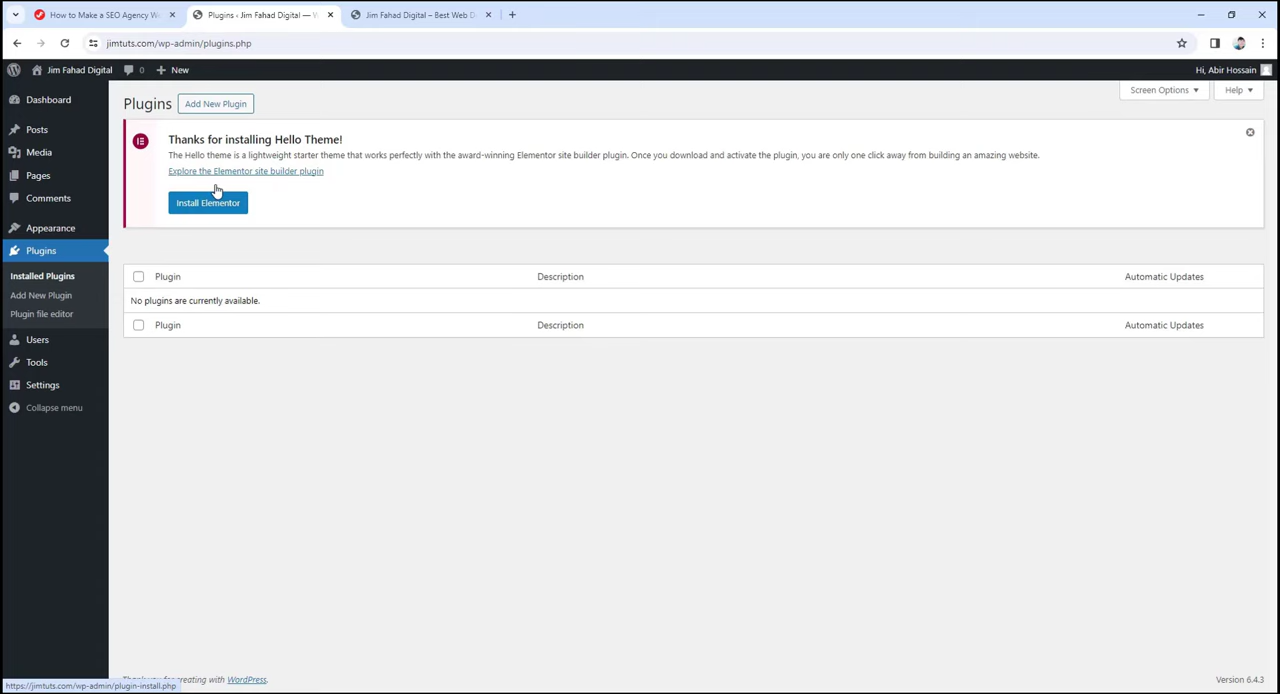 How to Make a SEO Agency W
Plugins ‹ Jim Fahad Digital — W
Jim Fahad Digital – Best Web D
jimtuts.com/wp-admin/plugins.php
Jim Fahad Digital
0
New
Hi, Abir Hossain
Dashboard
Posts
Media
Pages
Comments
Appearance
Plugins
Installed Plugins
Add New Plugin
Plugin file editor
Users
Tools
Settings
Collapse menu
Plugins
Add New Plugin
Screen Options
Help
Thanks for installing Hello Theme!
The Hello theme is a lightweight starter theme that works perfectly with the award-winning Elementor site builder plugin. Once you download and activate the plugin, you are only one click away from building an amazing website.
Explore the Elementor site builder plugin
Install Elementor
Plugin Description Automatic Updates
No plugins are currently available.
Plugin Description Automatic Updates
creating with WordPress.
Version 6.4.3
https://jimtuts.com/wp-admin/plugin-install.php